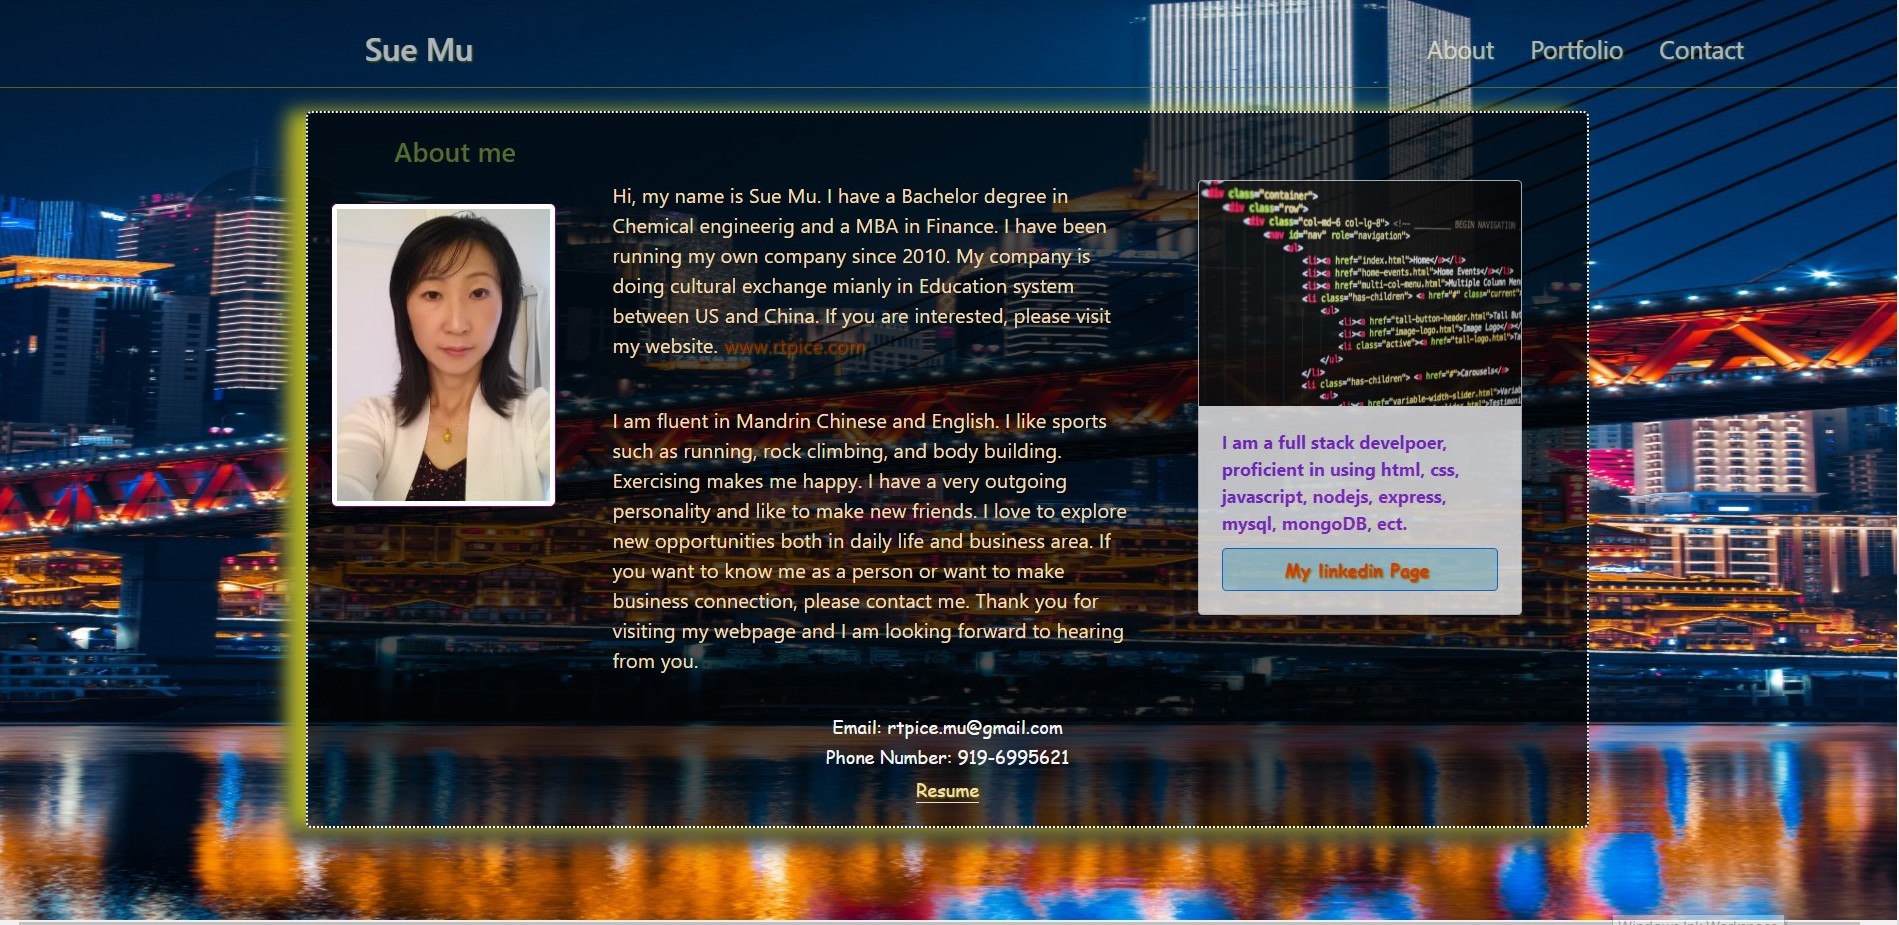 Sue Mu
About Portfolio Contact
About me
Hi, my name is Sue Mu. I have a Bachelor degree in
Chemical engineerig and a MBA in Finance. I have been
running my own company since 2010. My company is
doing cultural exchange mianly in Education system
between US and China. If you are interested, please visit
my website. www.rtpice.com
I am fluent in Mandrin Chinese and English. I like sports
such as running, rock climbing, and body building.
Exercising makes me happy. I have a very outgoing
personality and like to make new friends. I love to explore
new opportunities both in daily life and business area. If
you want to know me as a person or want to make
business connection, please contact me. Thank you for
visiting my webpage and I am looking forward to hearing
from you.
<div class="container">
<div class="row">
<div class="col-md-6 col-lg-8"> <!-- BEGIN NAVIGATION
<nav id="nav" role="navigation">
<ul>
<li><a href="index.html">Home</a></li>
<li><a href="home-events.html">Home Events</a></li>
<li><a href="multi-col-menu.html">Multiple Column Men
<li class="has-children"> <a href="#" class="current"
<ul>
<li><a href="tall-button-header.html">Tall But
<li><a href="image-logo.html">Image Logo</a></
<li class="active"><a href="tall-logo.html">Ta
</ul>
</li>
<li class="has-children"> <a href="#">Carousels</a>
<ul>
<li><a href="variable-width-slider.html">Variab
I am a full stack develpoer,
proficient in using html, css,
javascript, nodejs, express,
mysql, mongoDB, ect.
My linkedin Page
Email: rtpice.mu@gmail.com
Phone Number: 919-6995621
Resume